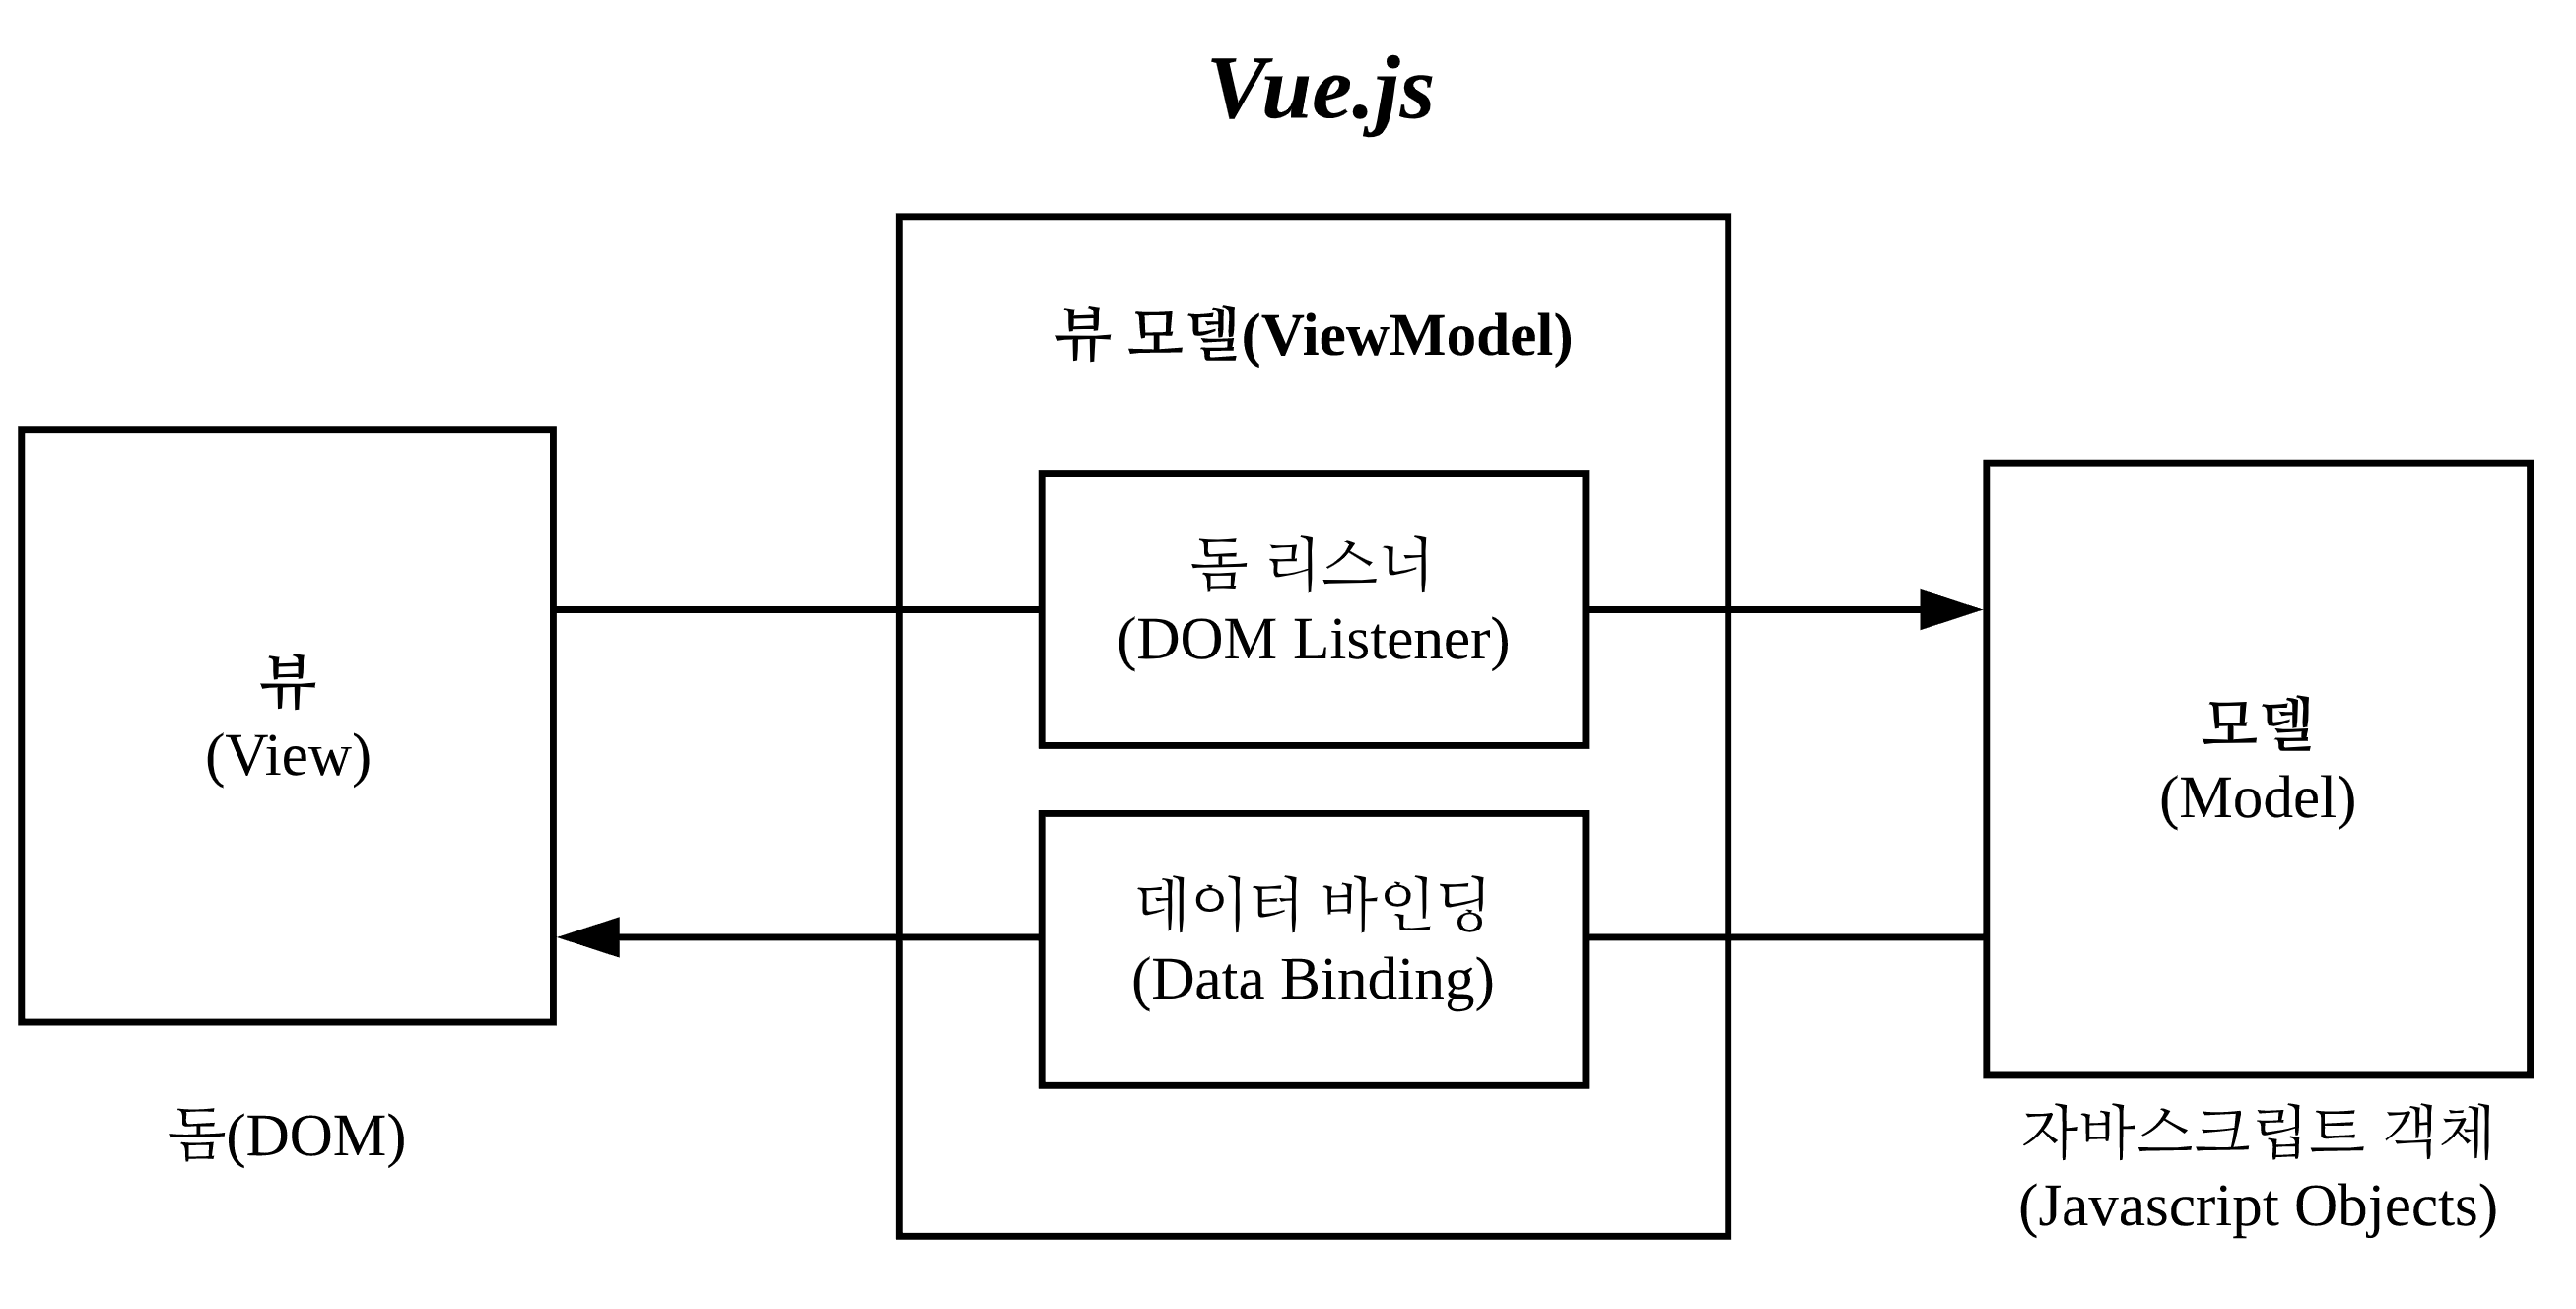 Vue.js
뷰 모델(ViewModel)
돔 리스너
(DOM Listener)
뷰
(View)
모델
(Model)
데이터 바인딩
(Data Binding)
돔(DOM)
자바스크립트 객체
(Javascript Objects)